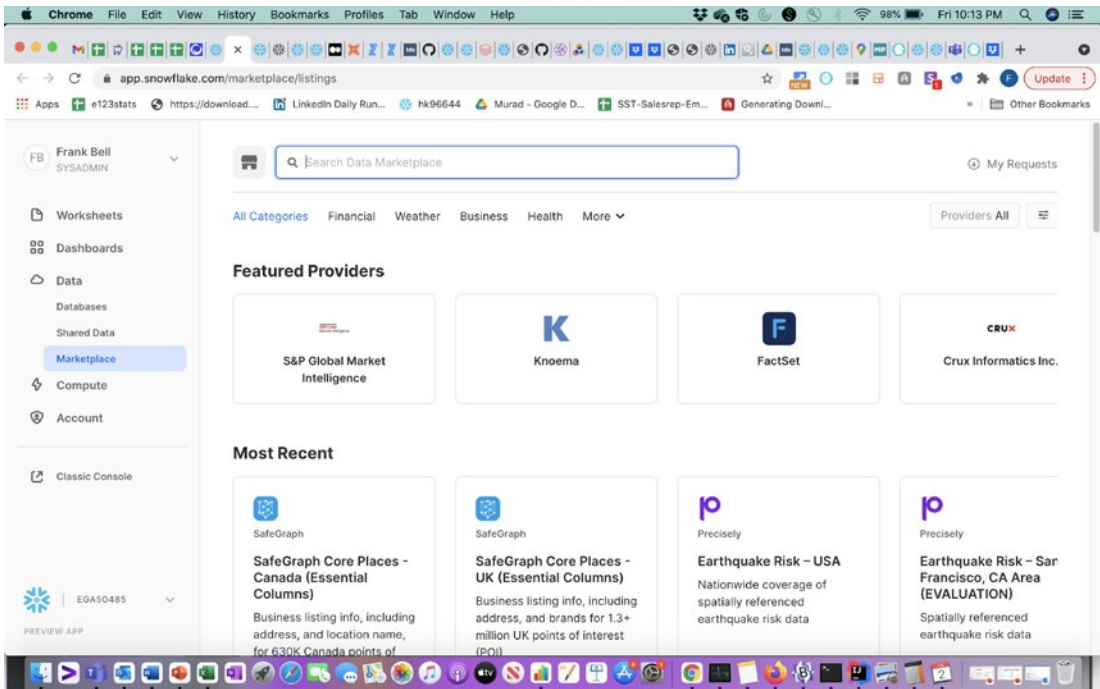 Chrome File Edit View History Bookmarks Profiles Tab Window Help 98% Fri 10:13 PM
app.snowflake.com/marketplace/listings NEW Update
Apps e123stats https://download.... LinkedIn Daily Run... hk96644 Murad - Google D... SST-Salesrep-Em... Generating Downl... » Other Bookmarks
FB Frank Bell
SYSADMIN
Search Data Marketplace
My Requests
Worksheets
Dashboards
Data
Databases
Shared Data
Marketplace
Compute
Account
Classic Console
EGA50485
PREVIEW APP
All Categories Financial Weather Business Health More
Providers All
Featured Providers
S&P Global Market
Intelligence
K
Knoema
F
FactSet
CRUX
Crux Informatics Inc.
Most Recent
SafeGraph
SafeGraph Core Places -
Canada (Essential
Columns)
Business listing info, including
address, and location name,
for 630K Canada points of
SafeGraph
SafeGraph Core Places -
UK (Essential Columns)
Business listing info, including
address, and brands for 1.3+
million UK points of interest
(POI)
Precisely
Earthquake Risk – USA
Nationwide coverage of
spatially referenced
earthquake risk data
Precisely
Earthquake Risk – San
Francisco, CA Area
(EVALUATION)
Spatially referenced
earthquake risk data